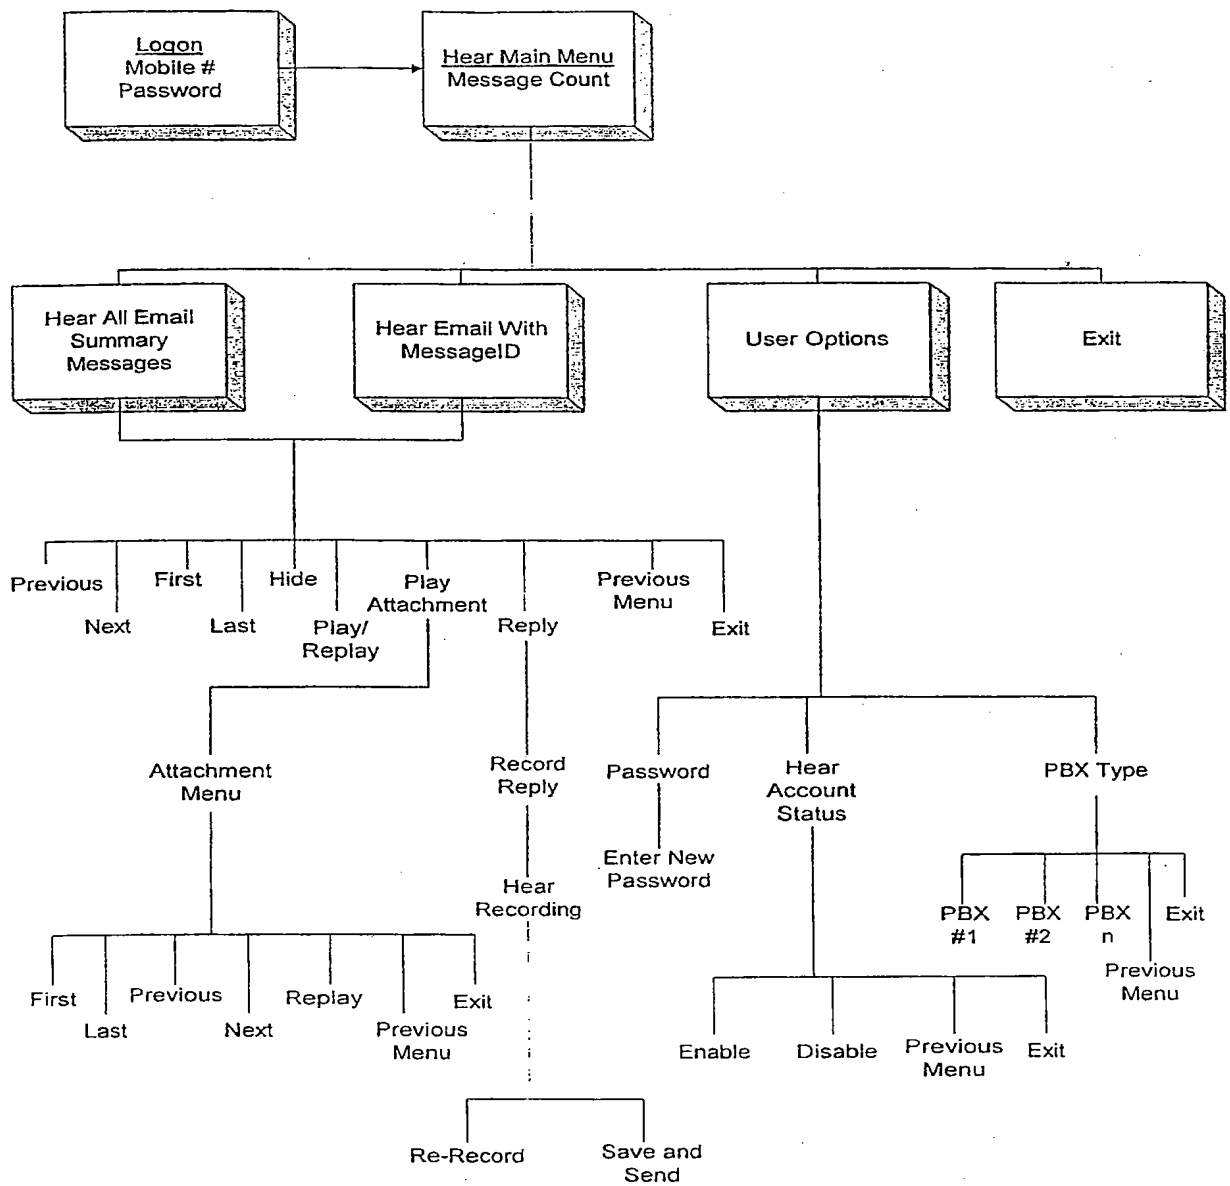 Logon
Mobile #
Password
Hear Main Menu
Message Count
Hear All Email
Summary
Messages
Hear Email With
MessageID
User Options
Exit
Previous
Next
First
Last
Hide
Play/
Replay
Play
Attachment
Reply
Previous
Menu
Exit
Attachment
Menu
Record
Reply
Hear
Recording
Password
Enter New
Password
Hear
Account
Status
PBX Type
PBX
#1
PBX
#2
PBX
n
Previous
Menu
Exit
First
Last
Previous
Next
Replay
Previous
Menu
Exit
Enable
Disable
Previous
Menu
Exit
Re-Record
Save and
Send